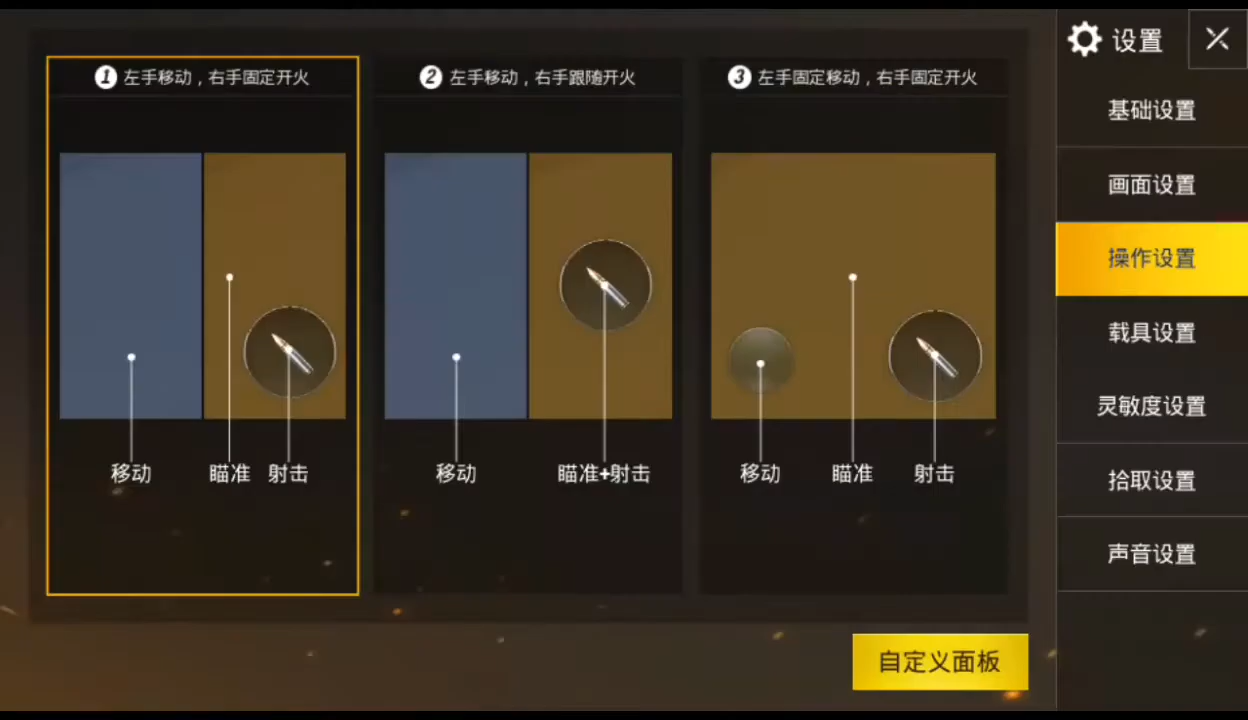 设置
❶左手移动，右手固定开火
❷左手移动，右手跟随开火
❸左手固定移动，右手固定开火
移动 瞄准 射击
移动 瞄准+射击
移动 瞄准 射击
基础设置
画面设置
操作设置
载具设置
灵敏度设置
拾取设置
声音设置
自定义面板